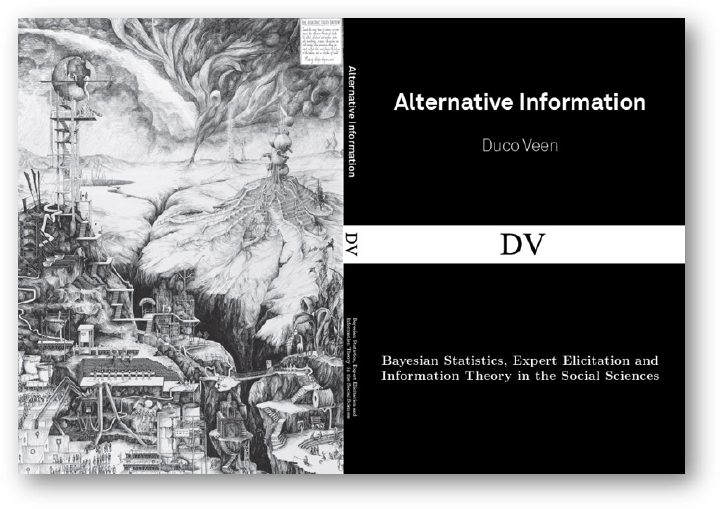 Alternative Information
DV
Bayesian Statistics, Expert Elicitation and
Information Theory in the Social Sciences
Alternative Information
Duco Veen
DV
Bayesian Statistics, Expert Elicitation and
Information Theory in the Social Sciences